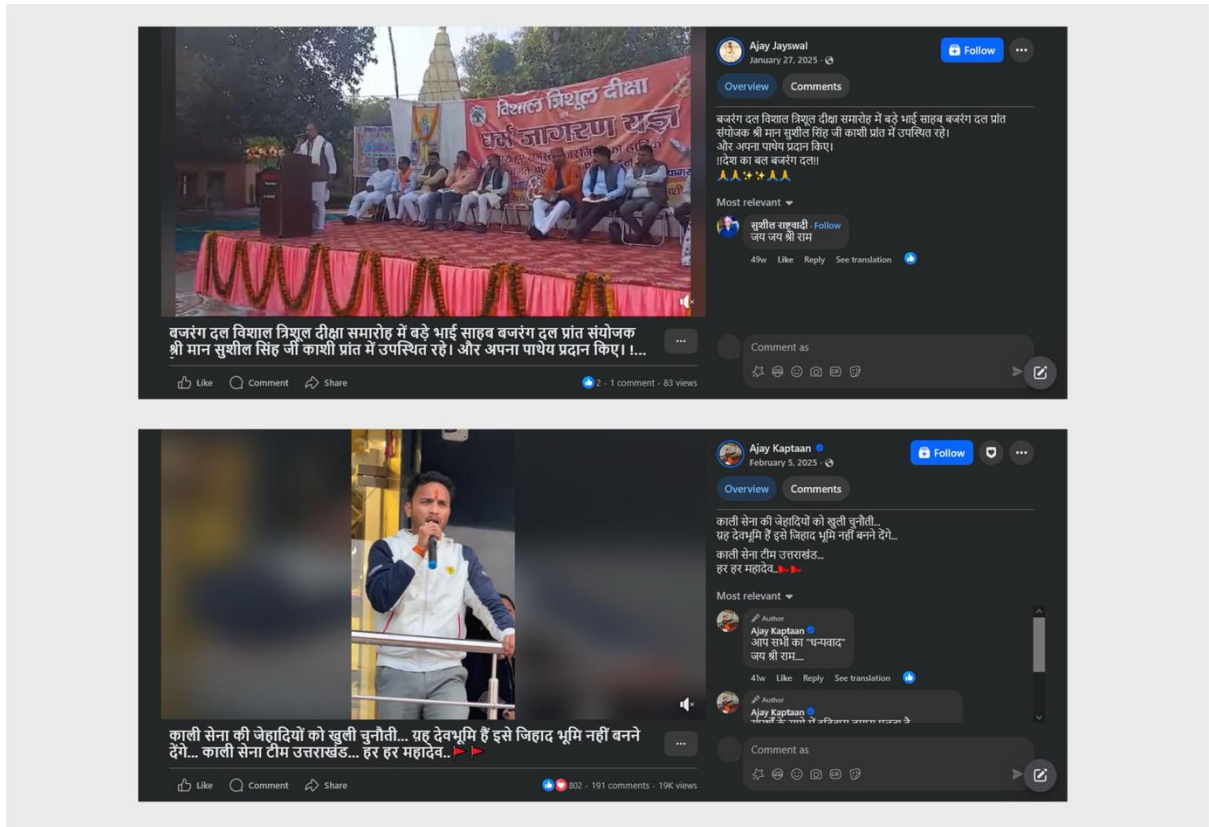 विशाल त्रिशूल दीक्षा
धर्म जागरण यज्ञ
Ajay Jayswal
January 27, 2025
Follow
Overview
Comments
बजरंग दल विशाल त्रिशूल दीक्षा समारोह में बड़े भाई साहब बजरंग दल प्रांत
संयोजक श्री मान सुशील सिंह जी काशी प्रांत में उपस्थित रहे।
और अपना पाथेय प्रदान किए।
!!देश का बल बजरंग दल!!
🙏🙏✨✨🙏🙏
Most relevant
सुशील राष्ट्रवादी · Follow
जय जय श्री राम
49w Like Reply See translation
Comment as
बजरंग दल विशाल त्रिशूल दीक्षा समारोह में बड़े भाई साहब बजरंग दल प्रांत संयोजक
श्री मान सुशील सिंह जी काशी प्रांत में उपस्थित रहे। और अपना पाथेय प्रदान किए। !...
Like Comment Share
2 · 1 comment · 83 views
Ajay Kaptaan
February 5, 2025
Follow
Overview
Comments
काली सेना की जेहादियों को खुली चुनौती...
य़ह देवभूमि हैं इसे जिहाद भूमि नहीं बनने देंगे...
काली सेना टीम उत्तराखंड...
हर हर महादेव..🚩🚩
Most relevant
Author
Ajay Kaptaan
आप सभी का "धन्यवाद"
जय श्री राम....
41w Like Reply See translation
Author
Ajay Kaptaan
Comment as
काली सेना की जेहादियों को खुली चुनौती... य़ह देवभूमि हैं इसे जिहाद भूमि नहीं बनने
देंगे... काली सेना टीम उत्तराखंड... हर हर महादेव..🚩🚩
Like Comment Share
802 · 191 comments · 19K views